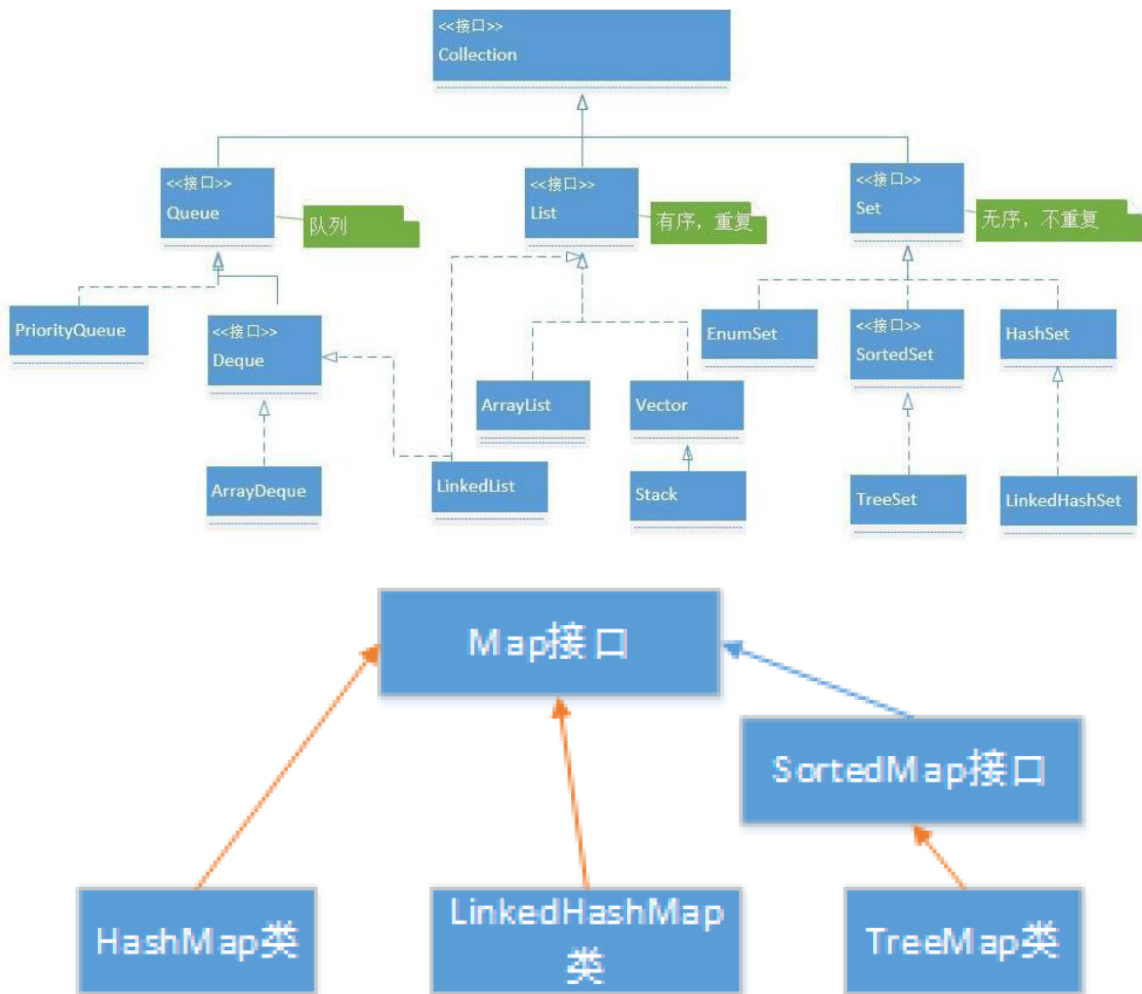 <<接口>>
Collection
<<接口>>
Queue
队列
<<接口>>
List
有序，重复
<<接口>>
Set
无序，不重复
PriorityQueue
<<接口>>
Deque
EnumSet
<<接口>>
SortedSet
HashSet
ArrayList
Vector
ArrayDeque
LinkedList
Stack
TreeSet
LinkedHashSet
Map接口
SortedMap接口
HashMap类
LinkedHashMap
类
TreeMap类